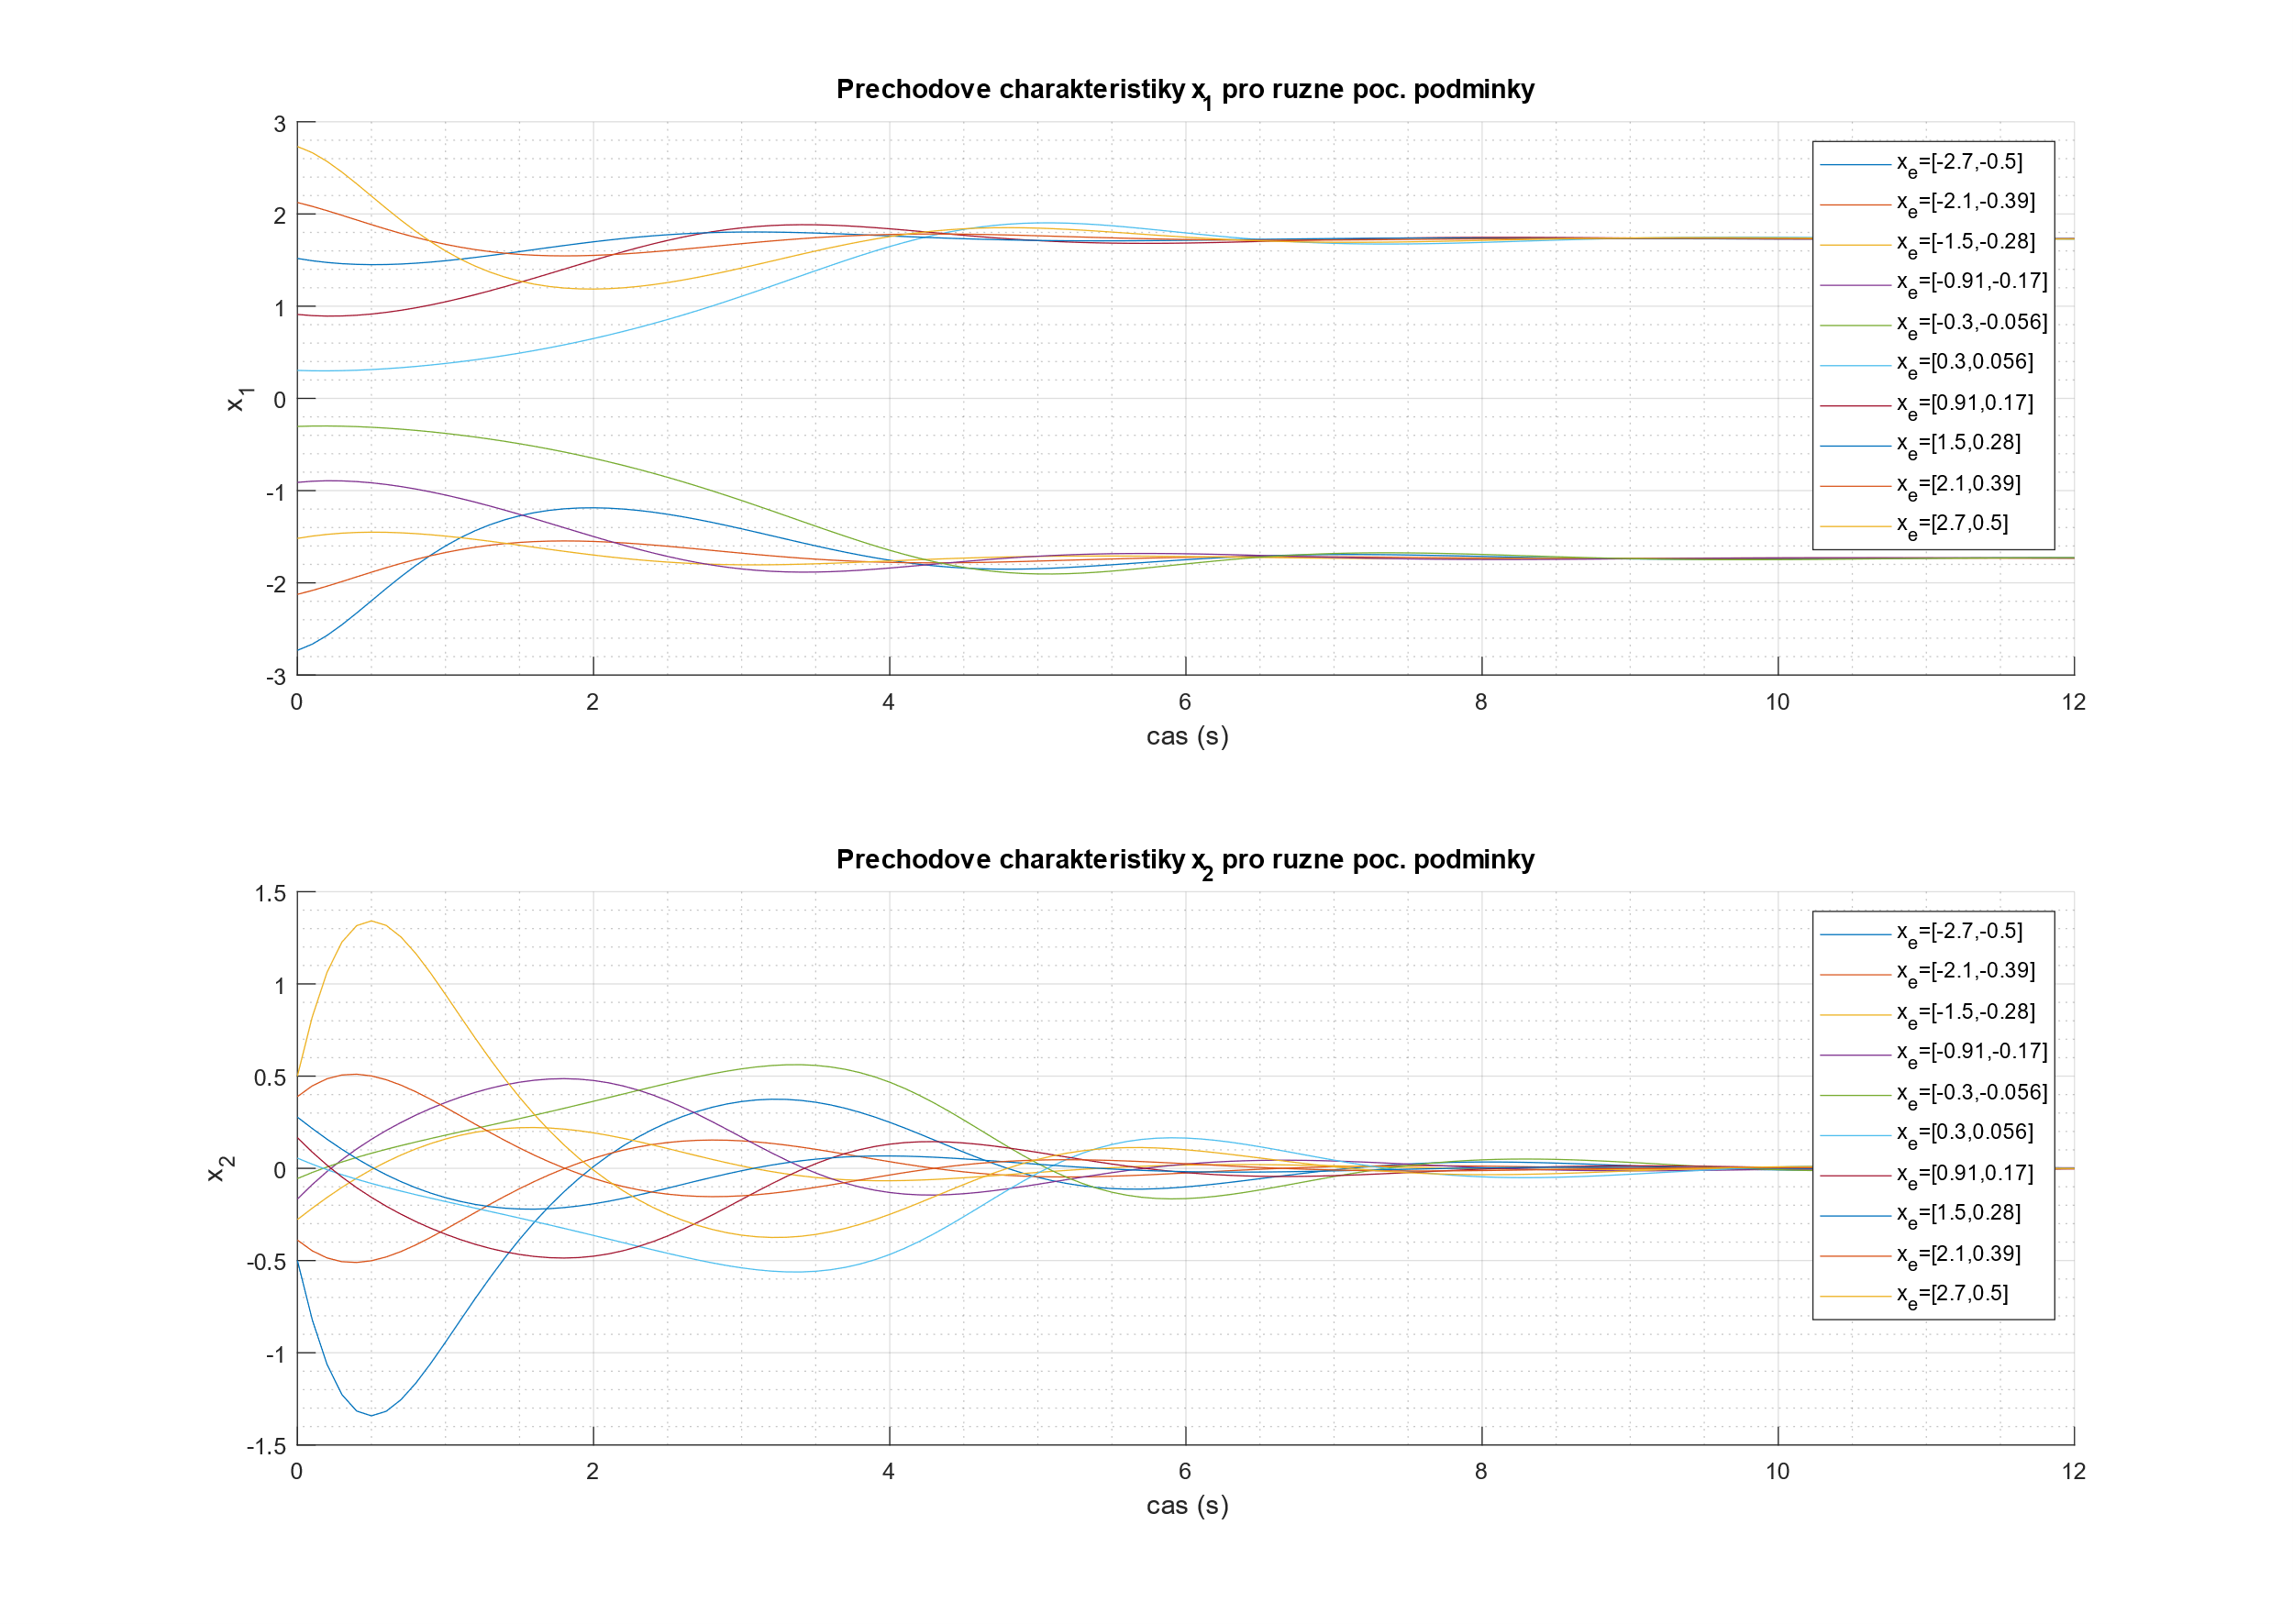 Prechodove charakteristiky x1 pro ruzne poc. podminky
3
2
1
0
-1
-2
-3
x1
0 2 4 6 8 10 12
cas (s)
xe=[-2.7,-0.5]
xe=[-2.1,-0.39]
xe=[-1.5,-0.28]
xe=[-0.91,-0.17]
xe=[-0.3,-0.056]
xe=[0.3,0.056]
xe=[0.91,0.17]
xe=[1.5,0.28]
xe=[2.1,0.39]
xe=[2.7,0.5]
Prechodove charakteristiky x2 pro ruzne poc. podminky
1.5
1
0.5
0
-0.5
-1
-1.5
x2
0 2 4 6 8 10 12
cas (s)
xe=[-2.7,-0.5]
xe=[-2.1,-0.39]
xe=[-1.5,-0.28]
xe=[-0.91,-0.17]
xe=[-0.3,-0.056]
xe=[0.3,0.056]
xe=[0.91,0.17]
xe=[1.5,0.28]
xe=[2.1,0.39]
xe=[2.7,0.5]